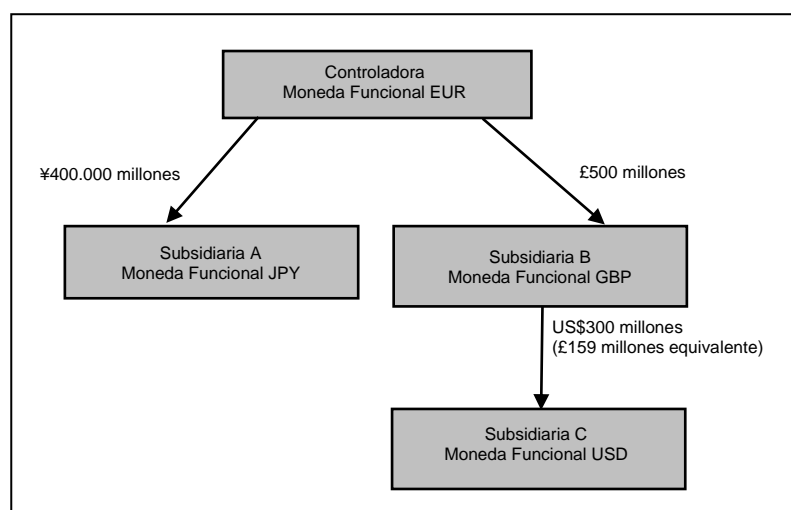 Controladora
Moneda Funcional EUR
¥400.000 millones
£500 millones
Subsidiaria A
Moneda Funcional JPY
Subsidiaria B
Moneda Funcional GBP
US$300 millones
(£159 millones equivalente)
Subsidiaria C
Moneda Funcional USD